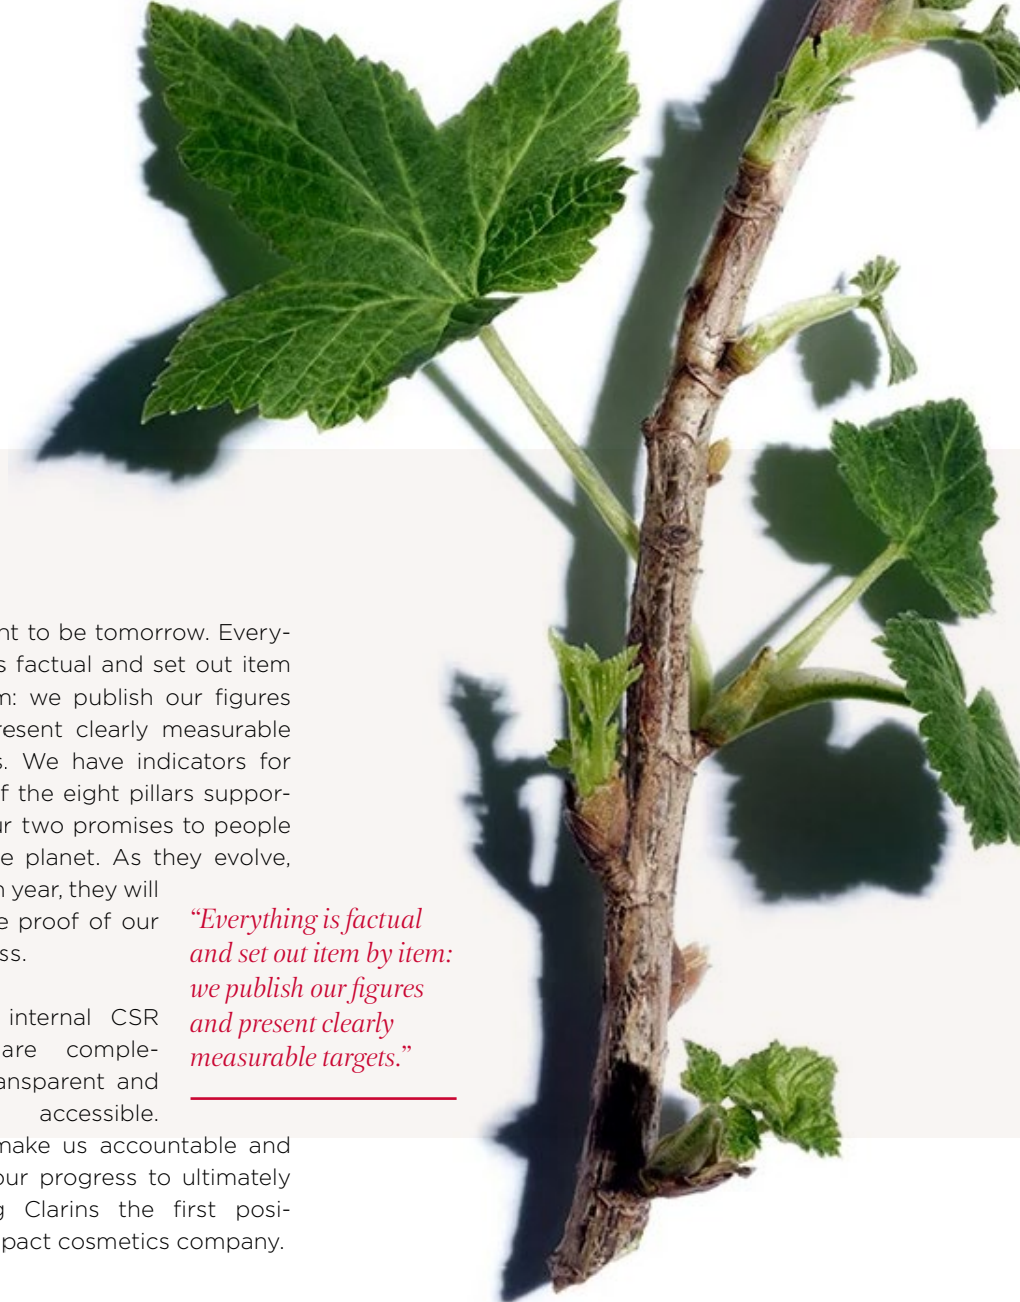 nt to be tomorrow. Every-
s factual and set out item
m: we publish our figures
resent clearly measurable
s. We have indicators for
f the eight pillars suppor-
ur two promises to people
e planet. As they evolve,
n year, they will
e proof of our
ss.
internal CSR
are comple-
ansparent and
accessible.
make us accountable and
our progress to ultimately
g Clarins the first posi-
pact cosmetics company.
“Everything is factual
and set out item by item:
we publish our figures
and present clearly
measurable targets.”